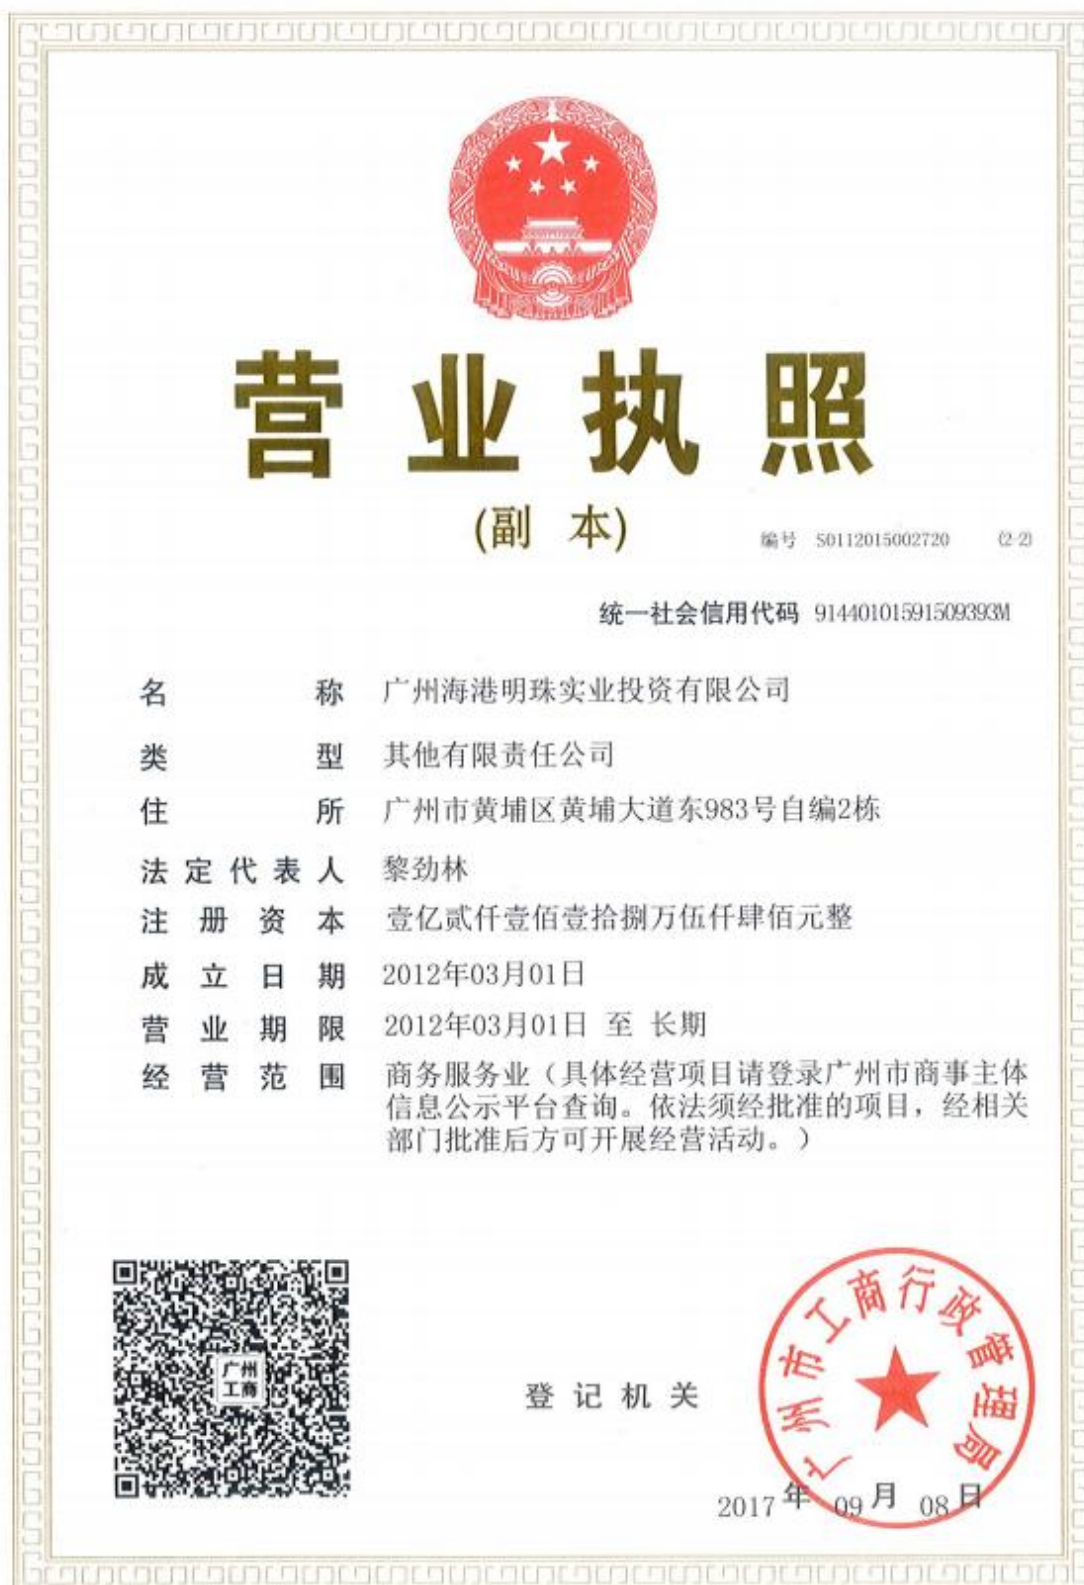 营业执照
(副 本)
编号 S0112015002720 (2-2)
统一社会信用代码 91440101591509393M
名称 广州海港明珠实业投资有限公司
类型 其他有限责任公司
住所 广州市黄埔区黄埔大道东983号自编2栋
法定代表人 黎劲林
注册资本 壹亿贰仟壹佰壹拾捌万伍仟肆佰元整
成立日期 2012年03月01日
营业期限 2012年03月01日 至 长期
经营范围 商务服务业（具体经营项目请登录广州市商事主体
信息公示平台查询。依法须经批准的项目，经相关
部门批准后方可开展经营活动。）
广州
工商
登记机关
广州市工商行政管理局
2017年09月08日